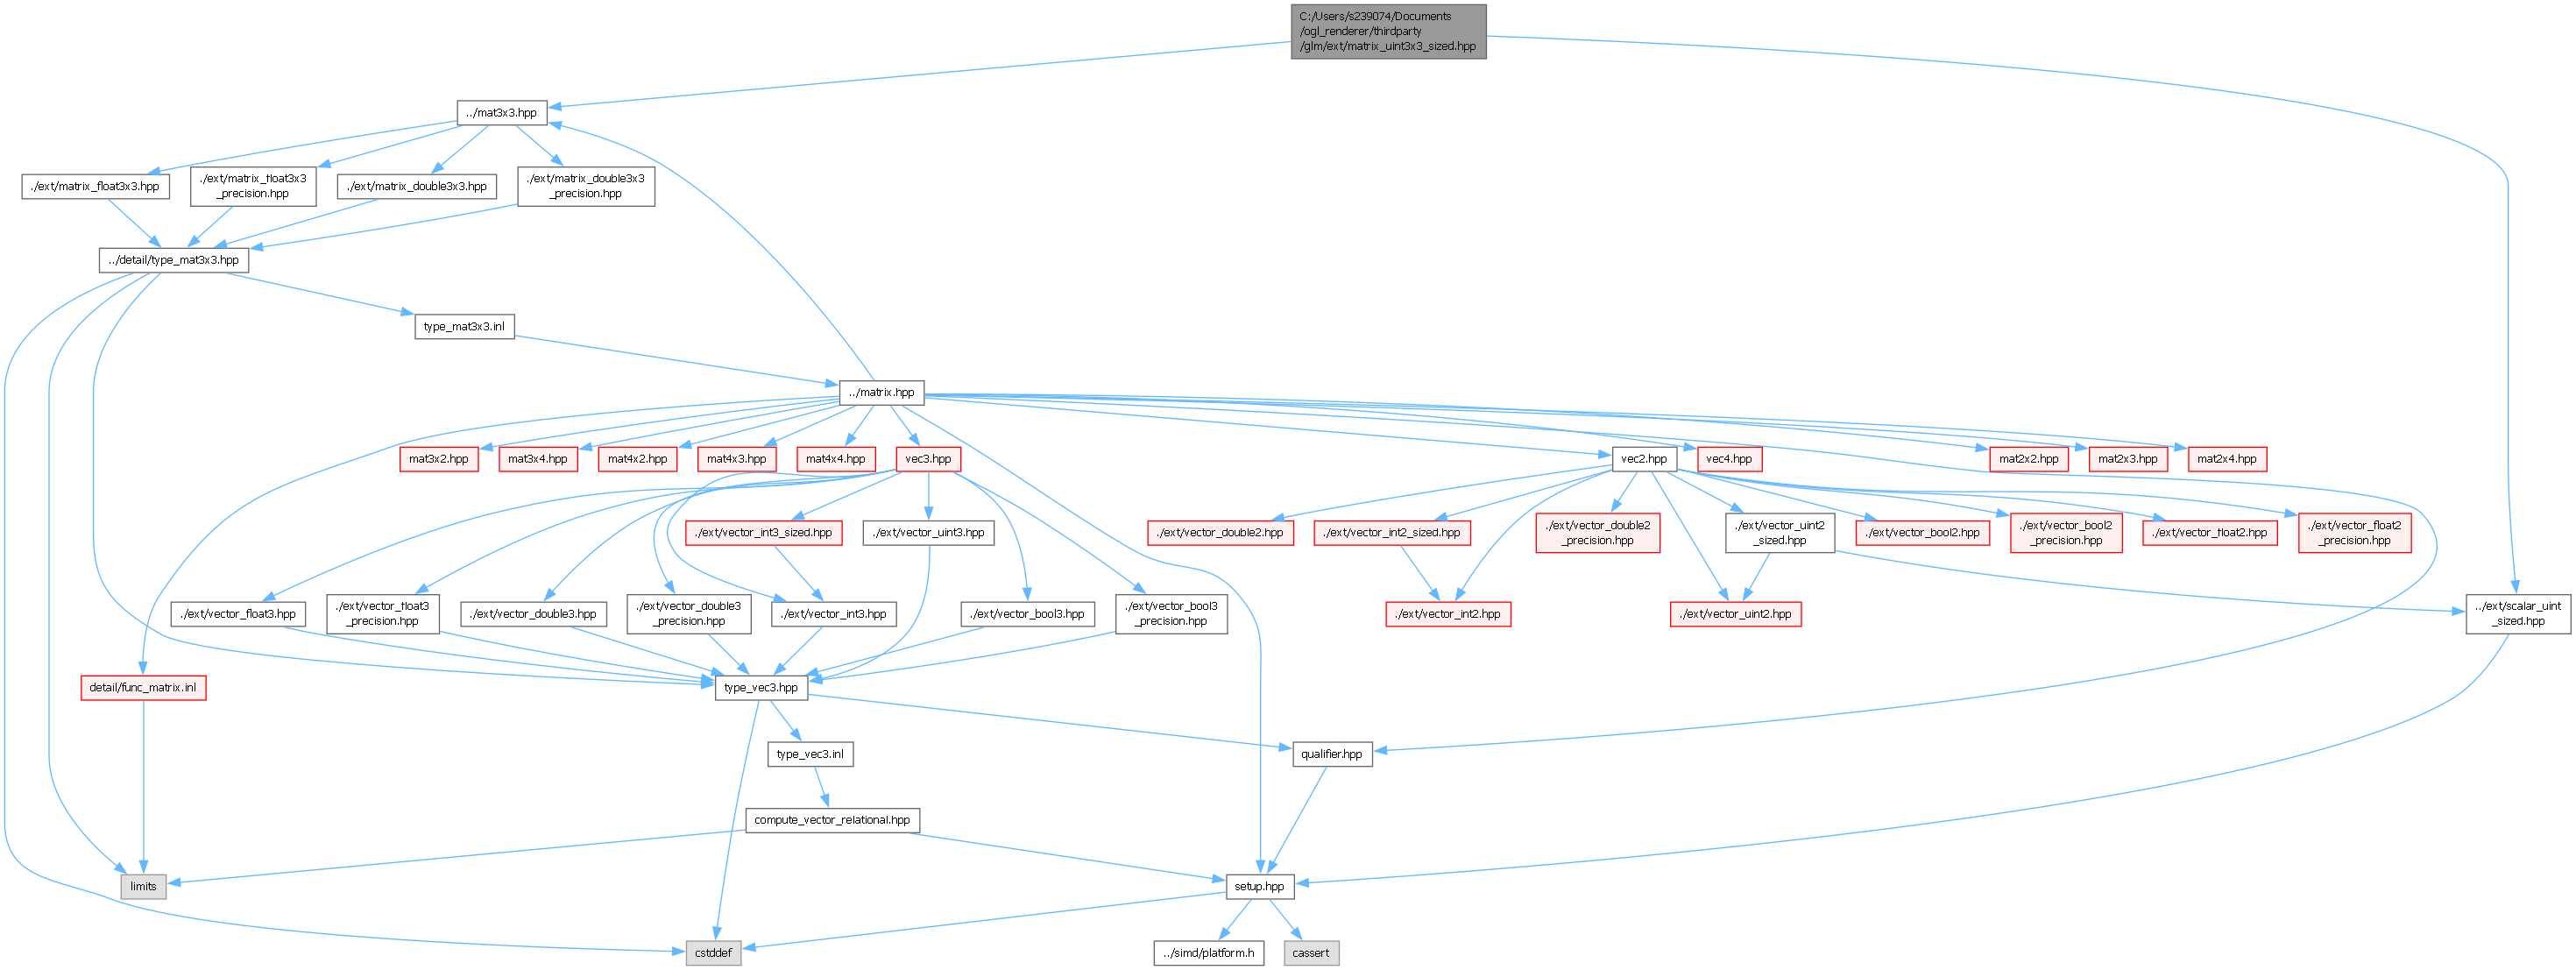 C:/Users/s239074/Documents
/ogl_renderer/thirdparty
/glm/ext/matrix_uint3x3_sized.hpp
../mat3x3.hpp
./ext/matrix_float3x3.hpp
./ext/matrix_float3x3
_precision.hpp
./ext/matrix_double3x3.hpp
./ext/matrix_double3x3
_precision.hpp
../detail/type_mat3x3.hpp
type_mat3x3.inl
../matrix.hpp
mat3x2.hpp
mat3x4.hpp
mat4x2.hpp
mat4x3.hpp
mat4x4.hpp
vec3.hpp
vec2.hpp
vec4.hpp
mat2x2.hpp
mat2x3.hpp
mat2x4.hpp
./ext/vector_int3_sized.hpp
./ext/vector_uint3.hpp
./ext/vector_double2.hpp
./ext/vector_int2_sized.hpp
./ext/vector_double2
_precision.hpp
./ext/vector_uint2
_sized.hpp
./ext/vector_bool2.hpp
./ext/vector_bool2
_precision.hpp
./ext/vector_float2.hpp
./ext/vector_float2
_precision.hpp
./ext/vector_float3.hpp
./ext/vector_float3
_precision.hpp
./ext/vector_double3.hpp
./ext/vector_double3
_precision.hpp
./ext/vector_int3.hpp
./ext/vector_bool3.hpp
./ext/vector_bool3
_precision.hpp
./ext/vector_int2.hpp
./ext/vector_uint2.hpp
../ext/scalar_uint
_sized.hpp
detail/func_matrix.inl
type_vec3.hpp
type_vec3.inl
qualifier.hpp
compute_vector_relational.hpp
limits
setup.hpp
cstddef
../simd/platform.h
cassert